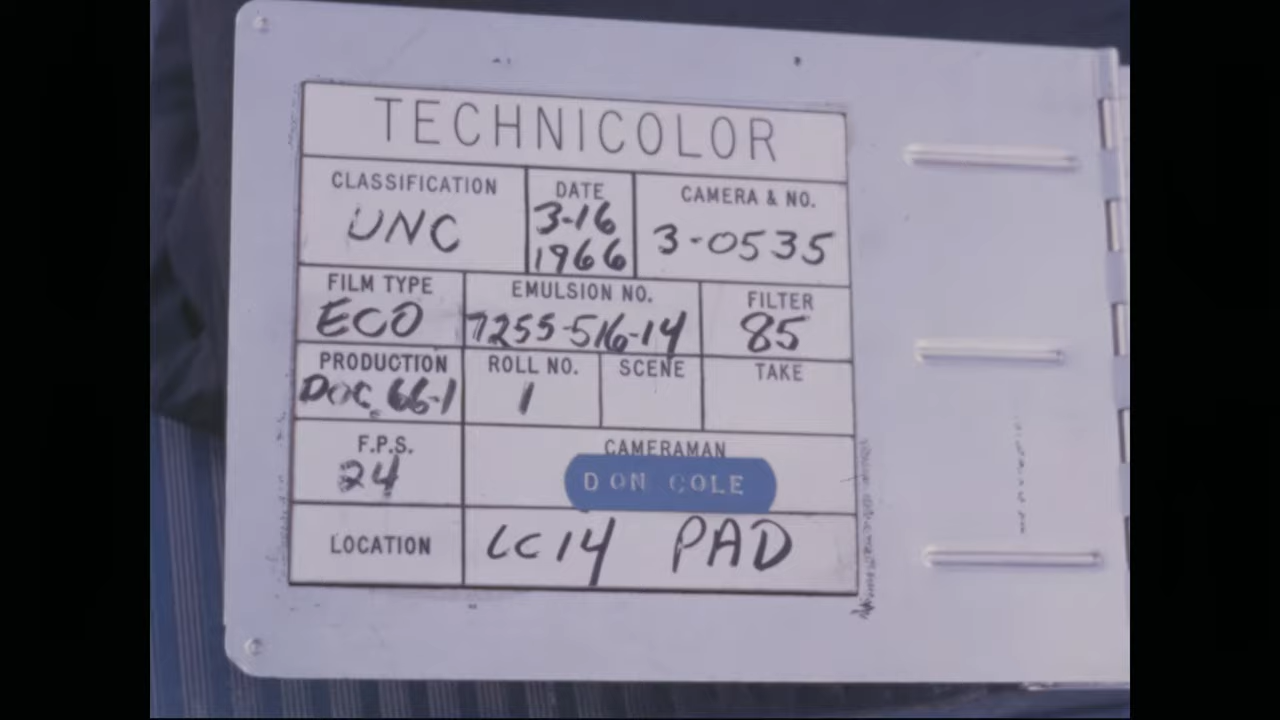 TECHNICOLOR
CLASSIFICATION
UNC
DATE
3-16
1966
CAMERA & NO.
3-0535
FILM TYPE
ECO
EMULSION NO.
7255-516-14
FILTER
85
PRODUCTION
DOC. 66-1
ROLL NO.
1
SCENE
TAKE
F.P.S.
24
CAMERAMAN
DON COLE
LOCATION
LC14 PAD